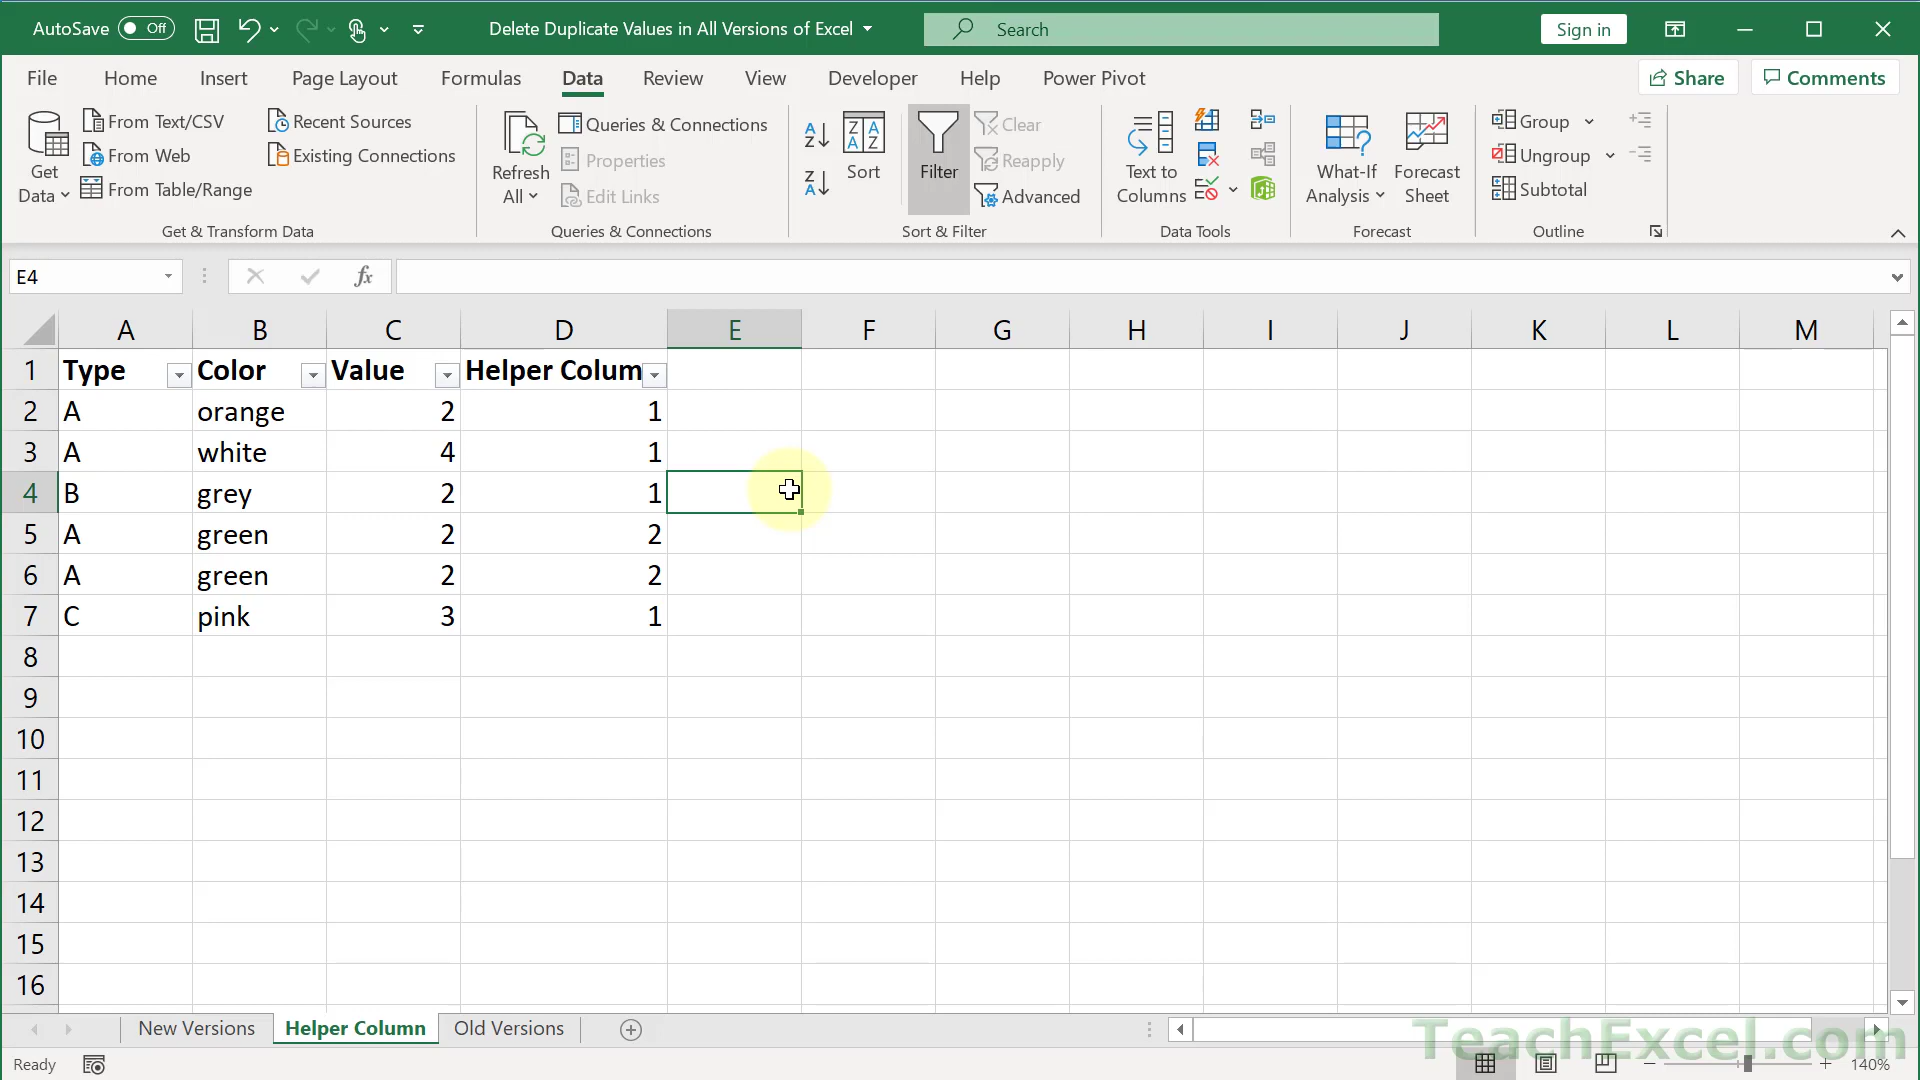 AutoSave Off Delete Duplicate Values in All Versions of Excel Search Sign in
File Home Insert Page Layout Formulas Data Review View Developer Help Power Pivot Share Comments
Get Data
From Text/CSV
From Web
From Table/Range
Recent Sources
Existing Connections
Get & Transform Data
Refresh All
Queries & Connections
Properties
Edit Links
Queries & Connections
Sort
Filter
Clear
Reapply
Advanced
Sort & Filter
Text to Columns
Data Tools
What-If Analysis
Forecast Sheet
Forecast
Group
Ungroup
Subtotal
Outline
E4 fx
A B C D E F G H I J K L M
1 Type Color Value Helper Colum
2 A orange 2 1
3 A white 4 1
4 B grey 2 1
5 A green 2 2
6 A green 2 2
7 C pink 3 1
8
9
10
11
12
13
14
15
16
New Versions Helper Column Old Versions
TeachExcel.com
Ready 140%